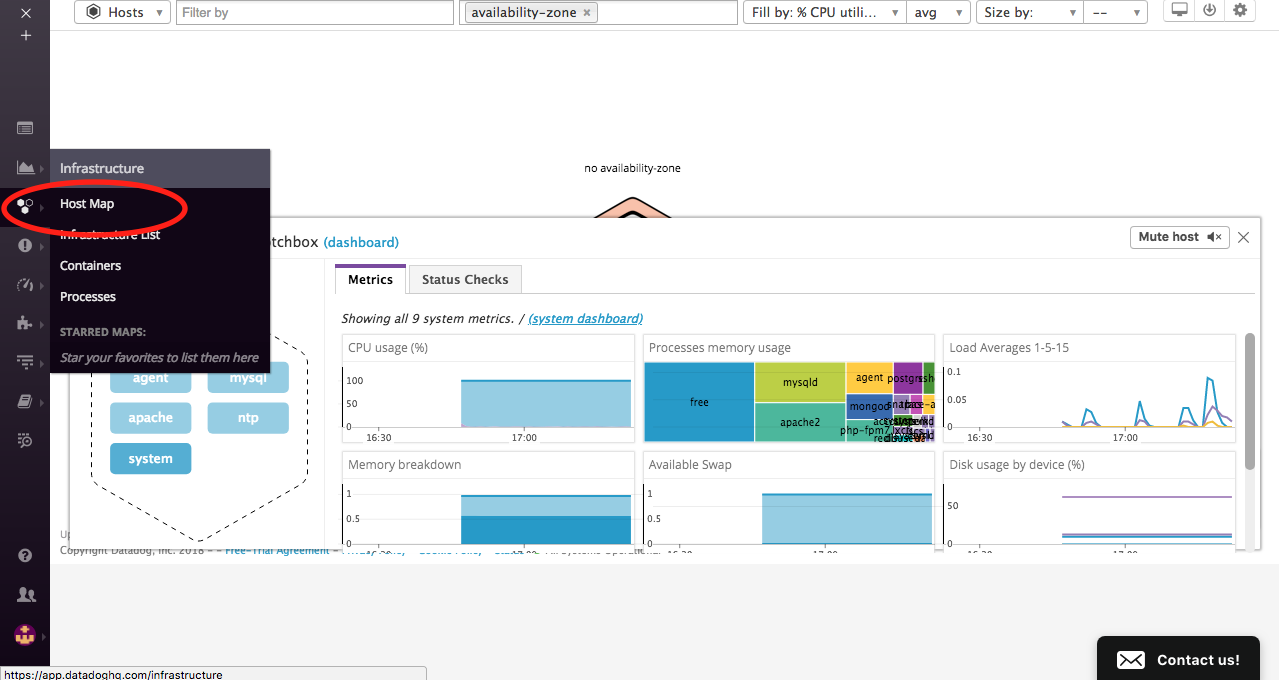 Hosts
Filter by
availability-zone ×
Fill by: % CPU utili...
avg
Size by:
--
no availability-zone
Infrastructure
Host Map
Infrastructure List
Containers
Processes
STARRED MAPS:
Star your favorites to list them here
(dashboard)
Mute host
Metrics
Status Checks
Showing all 9 system metrics. / (system dashboard)
agent
mysql
apache
ntp
system
CPU usage (%)
100
50
0
16:30
17:00
Processes memory usage
free
mysqld
apache2
agent
mongod
php-fpm7
Load Averages 1-5-15
0.1
0.05
0
16:30
17:00
Memory breakdown
1
0.5
0
Available Swap
1
0.5
0
Disk usage by device (%)
50
0
16:30
17:00
Copyright Datadog, Inc. 2018 - - Free-Trial Agreement -
Contact us!
https://app.datadoghq.com/infrastructure